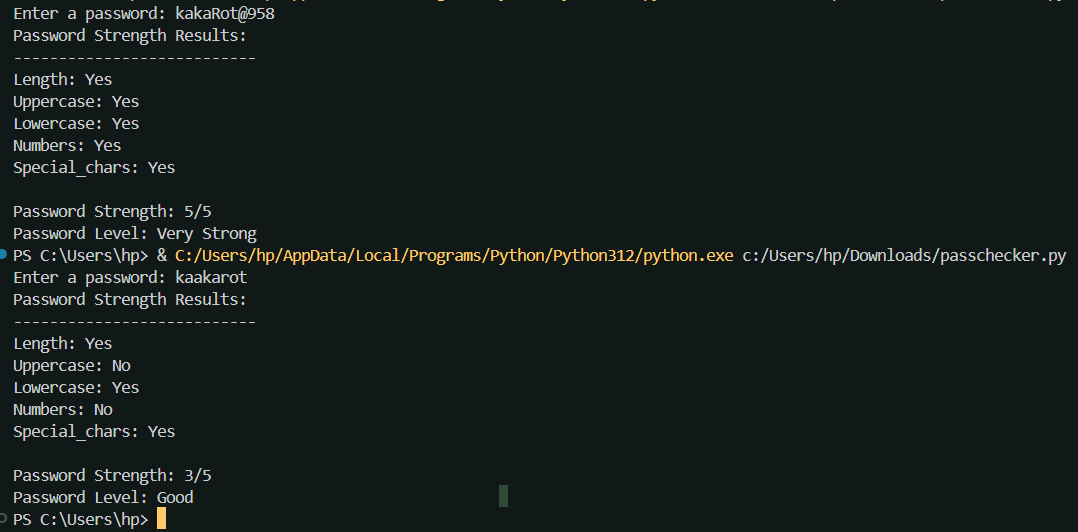 Enter a password: kakaRot@958
Password Strength Results:
---------------------------
Length: Yes
Uppercase: Yes
Lowercase: Yes
Numbers: Yes
Special_chars: Yes
Password Strength: 5/5
Password Level: Very Strong
PS C:\Users\hp> & C:/Users/hp/AppData/Local/Programs/Python/Python312/python.exe c:/Users/hp/Downloads/passchecker.py
Enter a password: kaakarot
Password Strength Results:
---------------------------
Length: Yes
Uppercase: No
Lowercase: Yes
Numbers: No
Special_chars: Yes
Password Strength: 3/5
Password Level: Good
PS C:\Users\hp>